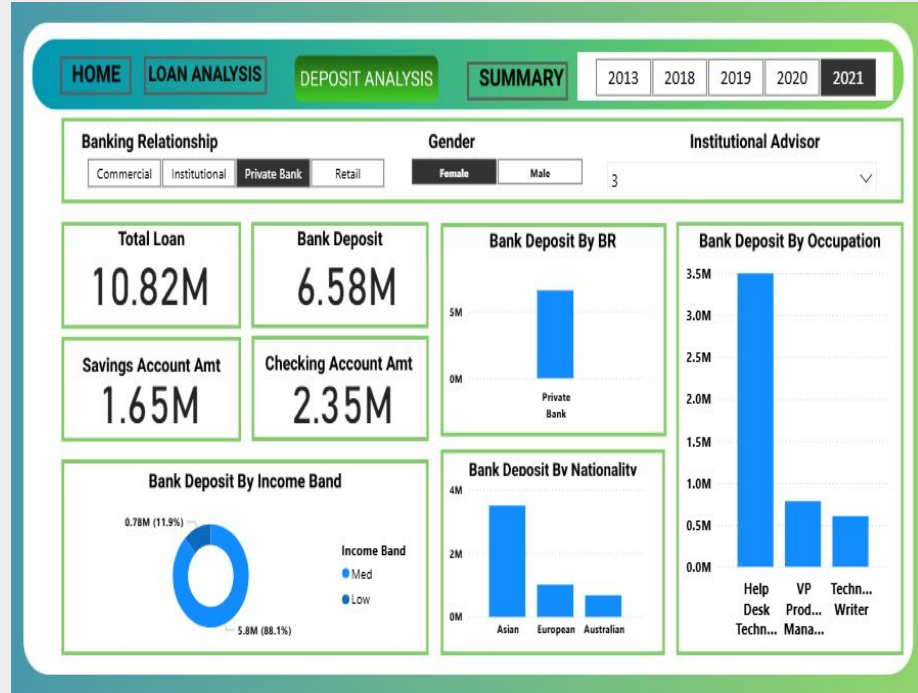 HOME
LOAN ANALYSIS
DEPOSIT ANALYSIS
SUMMARY
2013
2018
2019
2020
2021
Banking Relationship
Commercial
Institutional
Private Bank
Retail
Gender
Female
Male
Institutional Advisor
3
Total Loan
10.82M
Bank Deposit
6.58M
Savings Account Amt
1.65M
Checking Account Amt
2.35M
Bank Deposit By BR
5M
0M
Private
Bank
Bank Deposit By Occupation
3.5M
3.0M
2.5M
2.0M
1.5M
1.0M
0.5M
0.0M
Help
Desk
Techn...
VP
Prod...
Mana...
Techn...
Writer
Bank Deposit By Income Band
0.78M (11.9%)
5.8M (88.1%)
Income Band
Med
Low
Bank Deposit By Nationality
4M
2M
0M
Asian
European
Australian